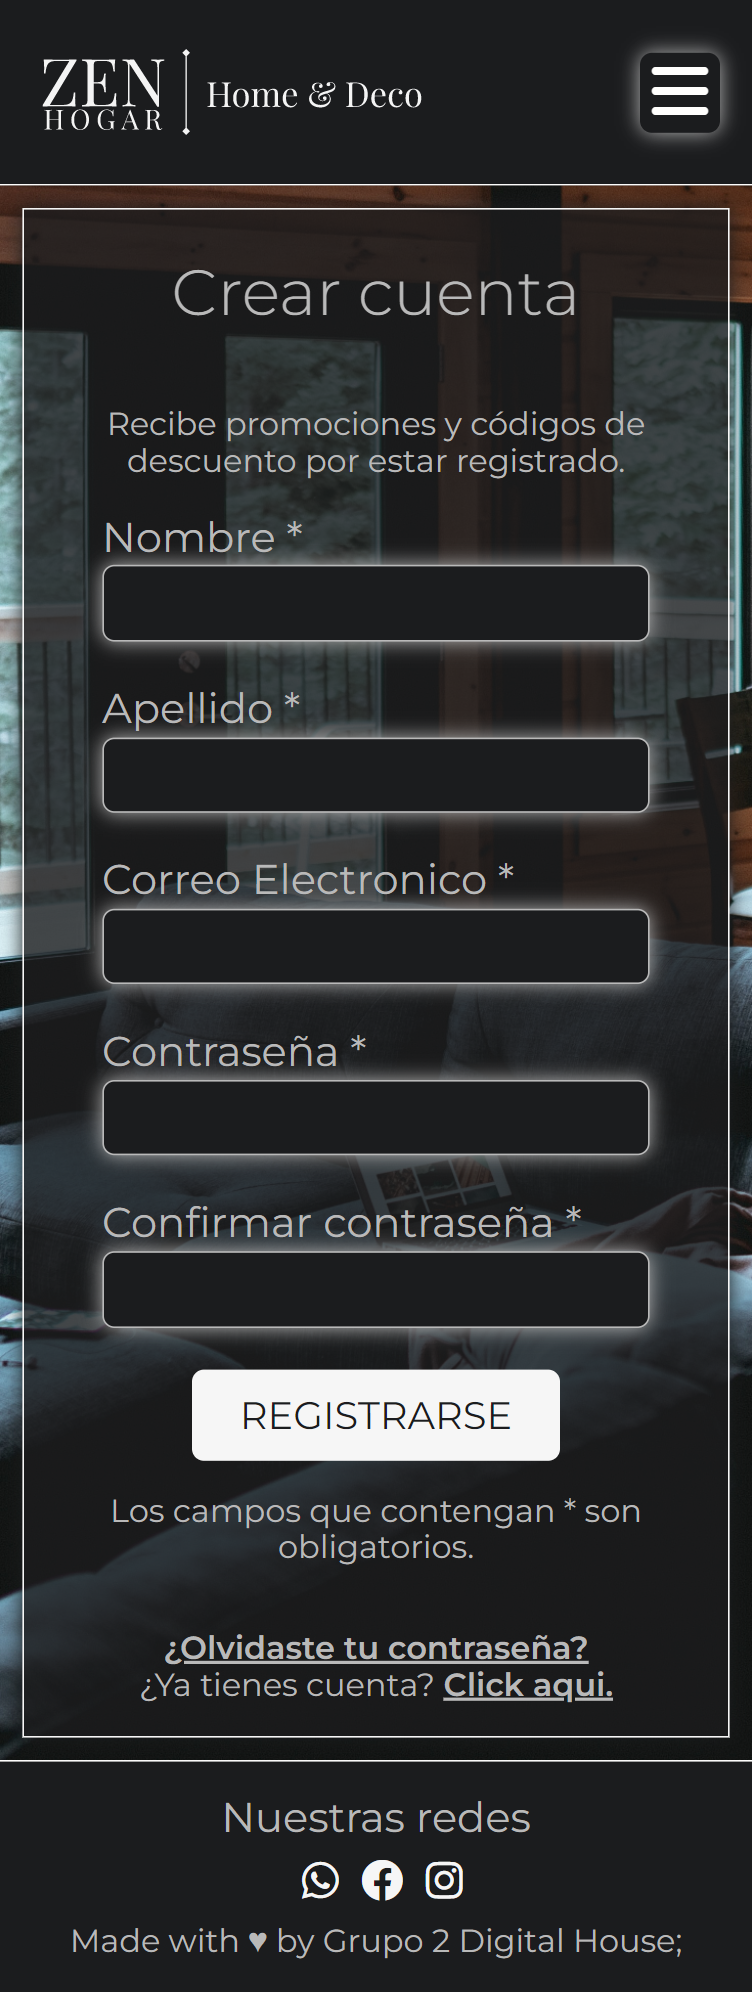 ZEN
HOGAR
Home & Deco
Crear cuenta
Recibe promociones y códigos de
descuento por estar registrado.
Nombre *
Apellido *
Correo Electronico *
Contraseña *
Confirmar contraseña *
REGISTRARSE
Los campos que contengan * son
obligatorios.
¿Olvidaste tu contraseña?
¿Ya tienes cuenta? Click aqui.
Nuestras redes
Made with ♥ by Grupo 2 Digital House;